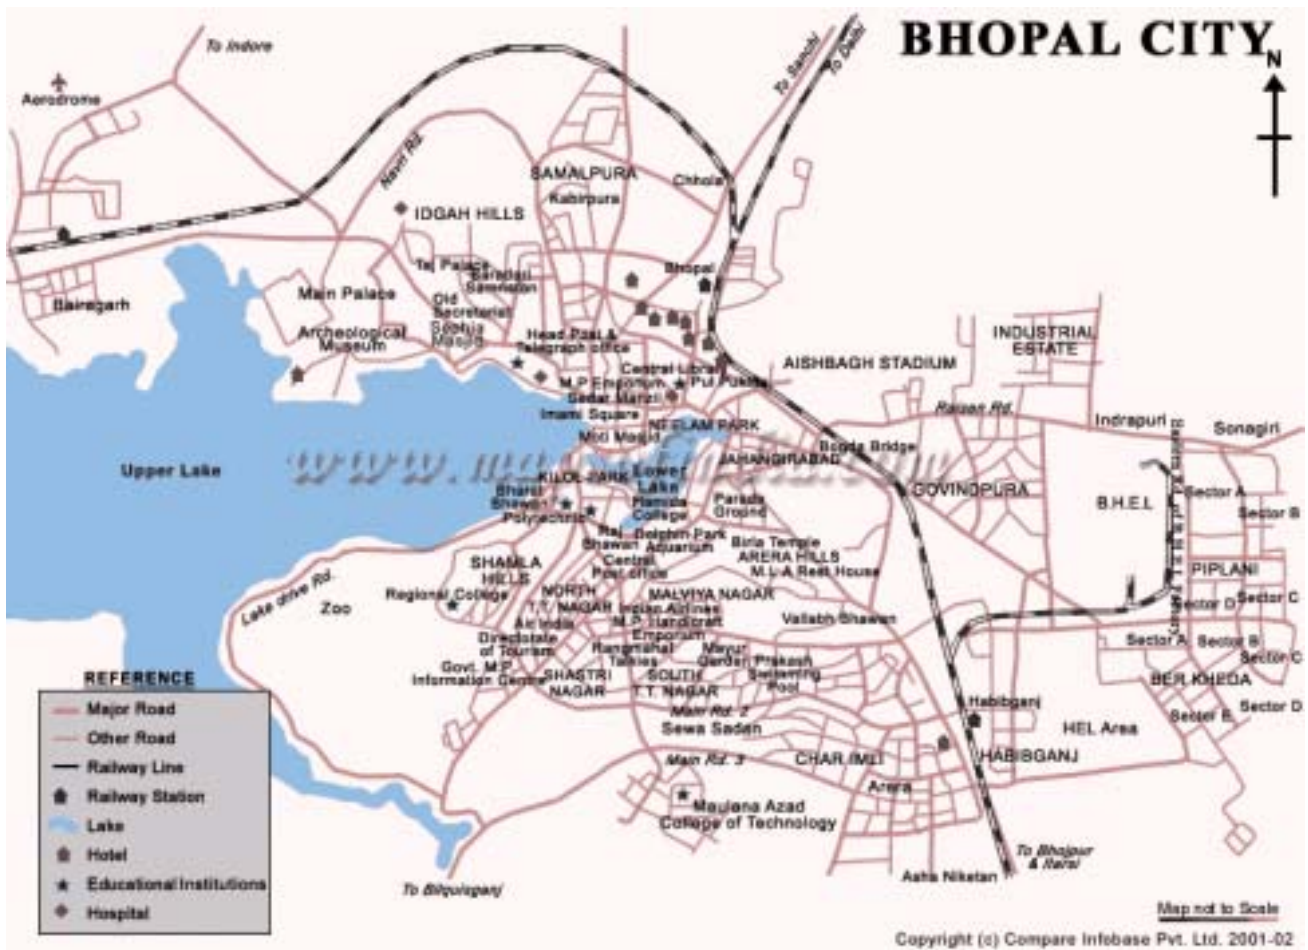 BHOPAL CITY
N
To Indore
To Sanchi
To Delhi
Aerodrome
Navri Rd.
SAMALPURA
Kabirpura
Chhola
IDGAH HILLS
Taj Palace
Bhopal
Bairagarh
Main Palace
Old
Secretariat
Archeological
Museum
Head Post &
Telegraph office
INDUSTRIAL
ESTATE
AISHBAGH STADIUM
M.P Emporium
Sadar Manzil
Imami Square
NEELAM PARK
Moti Masjid
Raisen Rd.
Indrapuri
Sonagiri
Bogda Bridge
Upper Lake
JAHANGIRABAD
KILOL PARK
Lower
Lake
GOVINDPURA
B.H.E.L
Sector A
Sector B
Bharat
Bhawan
Polytechnic
Hamida
College
Parade
Ground
Raj
Bhawan
Dolphin Park
Aquarium
Birla Temple
ARERA HILLS
M.L.A Rest House
Central
Post office
SHAMLA
HILLS
PIPLANI
Lake drive Rd.
Zoo
Regional College
NORTH
T.T. NAGAR
MALVIYA NAGAR
Indian Airlines
Sector D
Sector C
Air India
M.P. Handicraft
Emporium
Vallabh Bhawan
Directorate
of Tourism
Rangmahal
Talkies
Mayur
Prakash
Swimming
Pool
Sector A
Sector B
Sector C
Govt. M.P.
Information Centre
SHASTRI
NAGAR
SOUTH
T.T. NAGAR
BER KHEDA
Sector D
Sector E
Main Rd. 2
Sewa Sadan
Habibganj
HEL Area
Main Rd. 3
CHAR IMLI
HABIBGANJ
Arera
Maulana Azad
College of Technology
To Bilquisganj
Asha Niketan
To Bhojpur
& Itarsi
REFERENCE
Major Road
Other Road
Railway Line
Railway Station
Lake
Hotel
Educational Institutions
Hospital
Map not to Scale
Copyright (c) Compare Infobase Pvt. Ltd. 2001-02